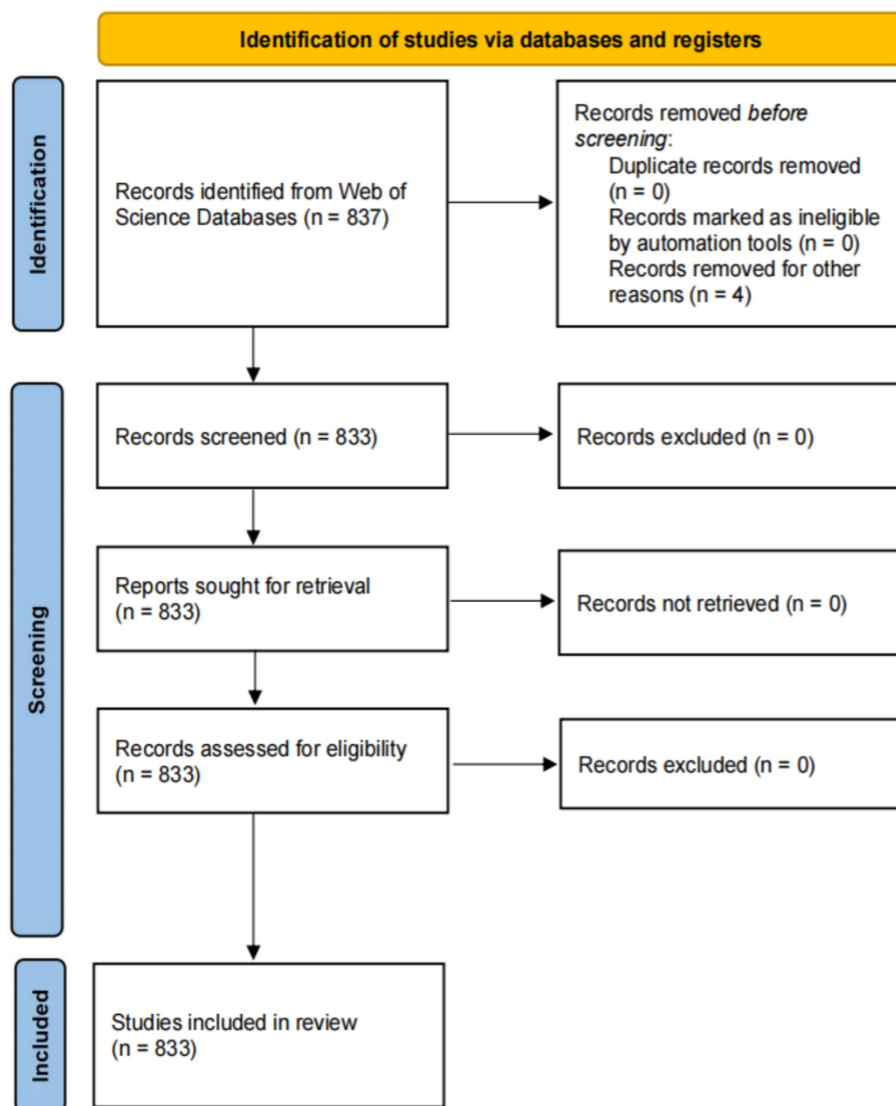 Identification of studies via databases and registers
Identification
Records identified from Web of
Science Databases (n = 837)
Records removed before
screening:
Duplicate records removed
(n = 0)
Records marked as ineligible
by automation tools (n = 0)
Records removed for other
reasons (n = 4)
Screening
Records screened (n = 833)
Records excluded (n = 0)
Reports sought for retrieval
(n = 833)
Records not retrieved (n = 0)
Records assessed for eligibility
(n = 833)
Records excluded (n = 0)
Included
Studies included in review
(n = 833)